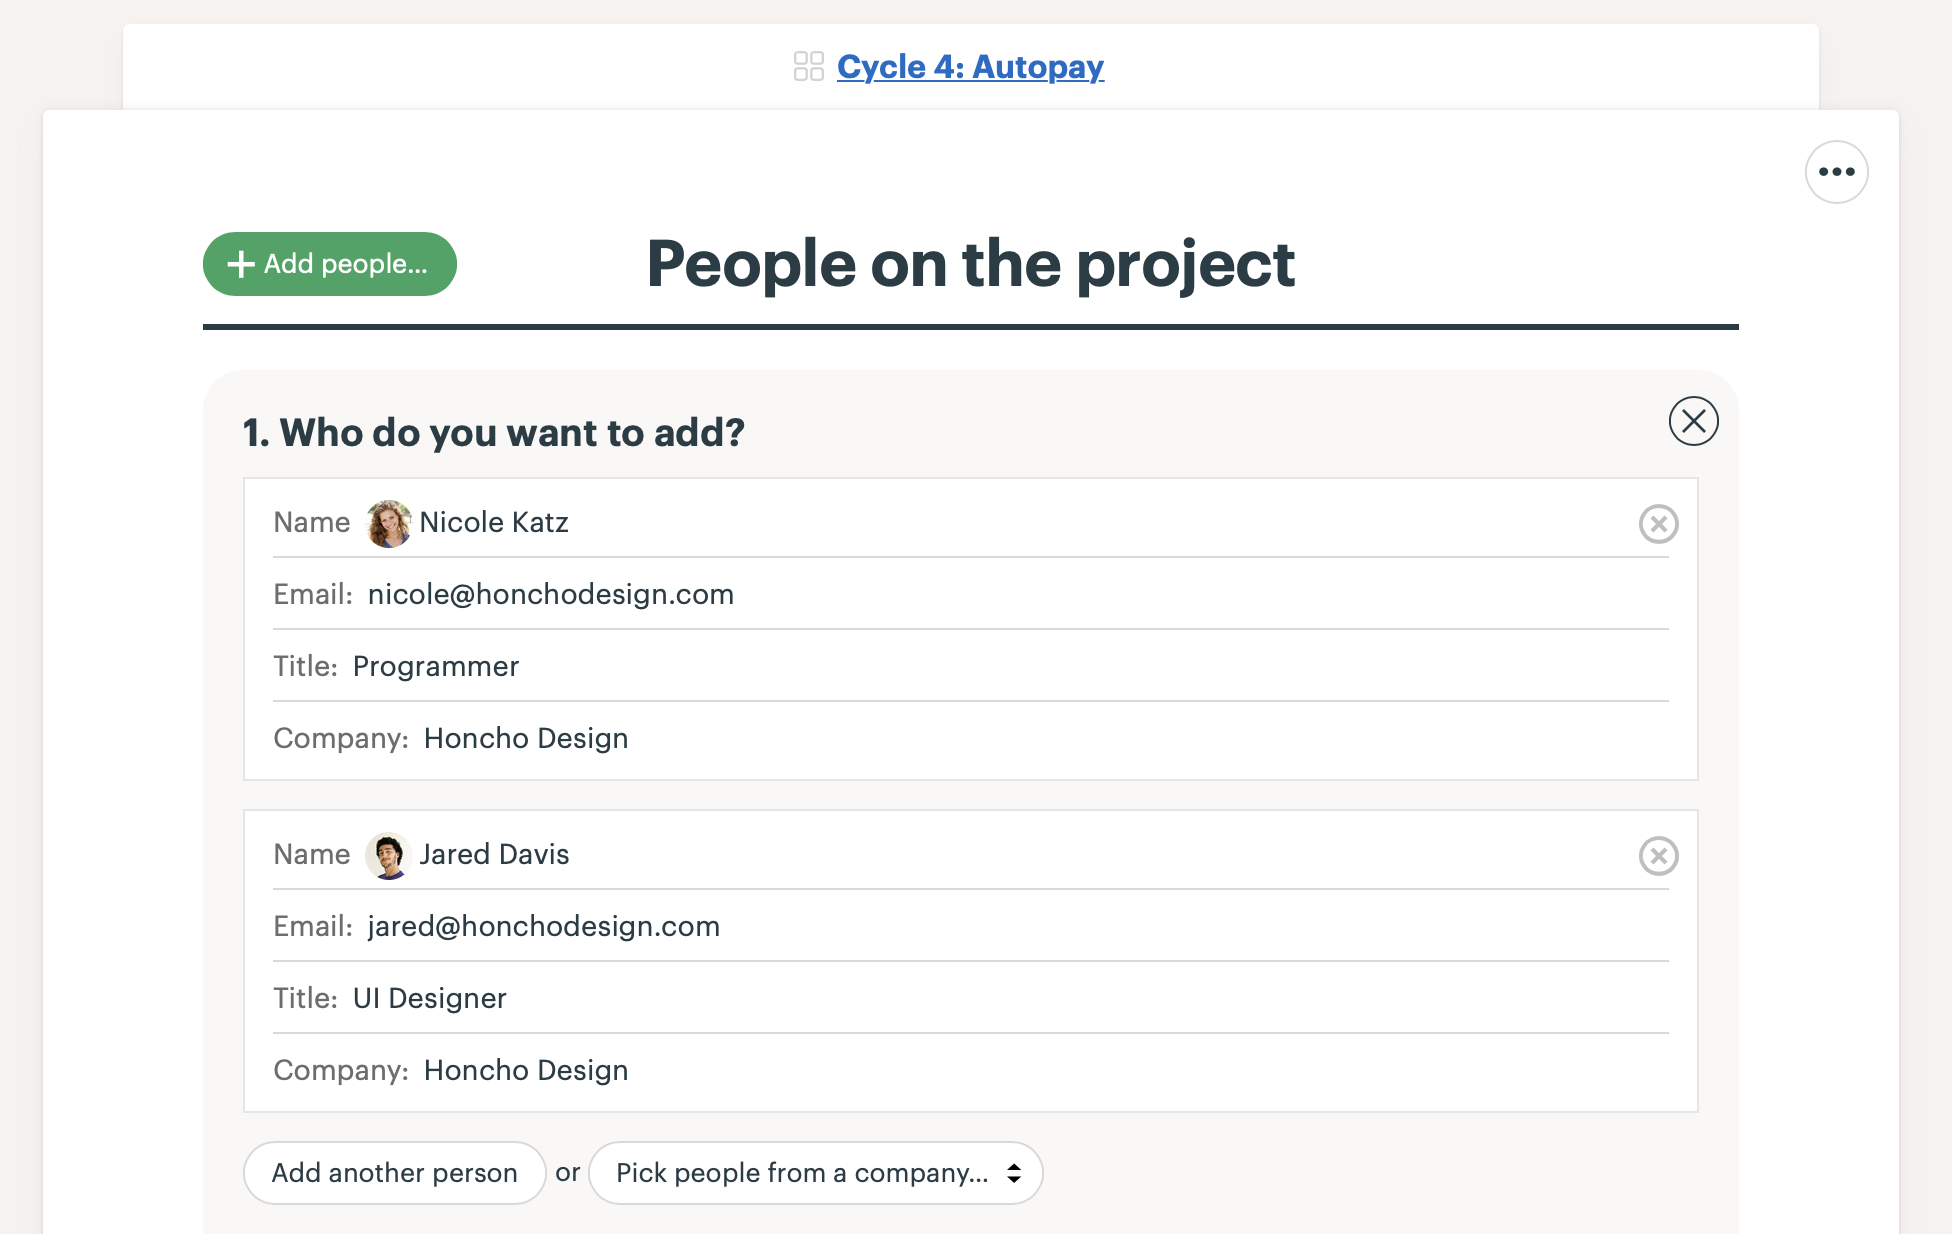 Cycle 4: Autopay
Add people...
People on the project
1. Who do you want to add?
Name Nicole Katz
Email: nicole@honchodesign.com
Title: Programmer
Company: Honcho Design
Name Jared Davis
Email: jared@honchodesign.com
Title: UI Designer
Company: Honcho Design
Add another person or Pick people from a company...